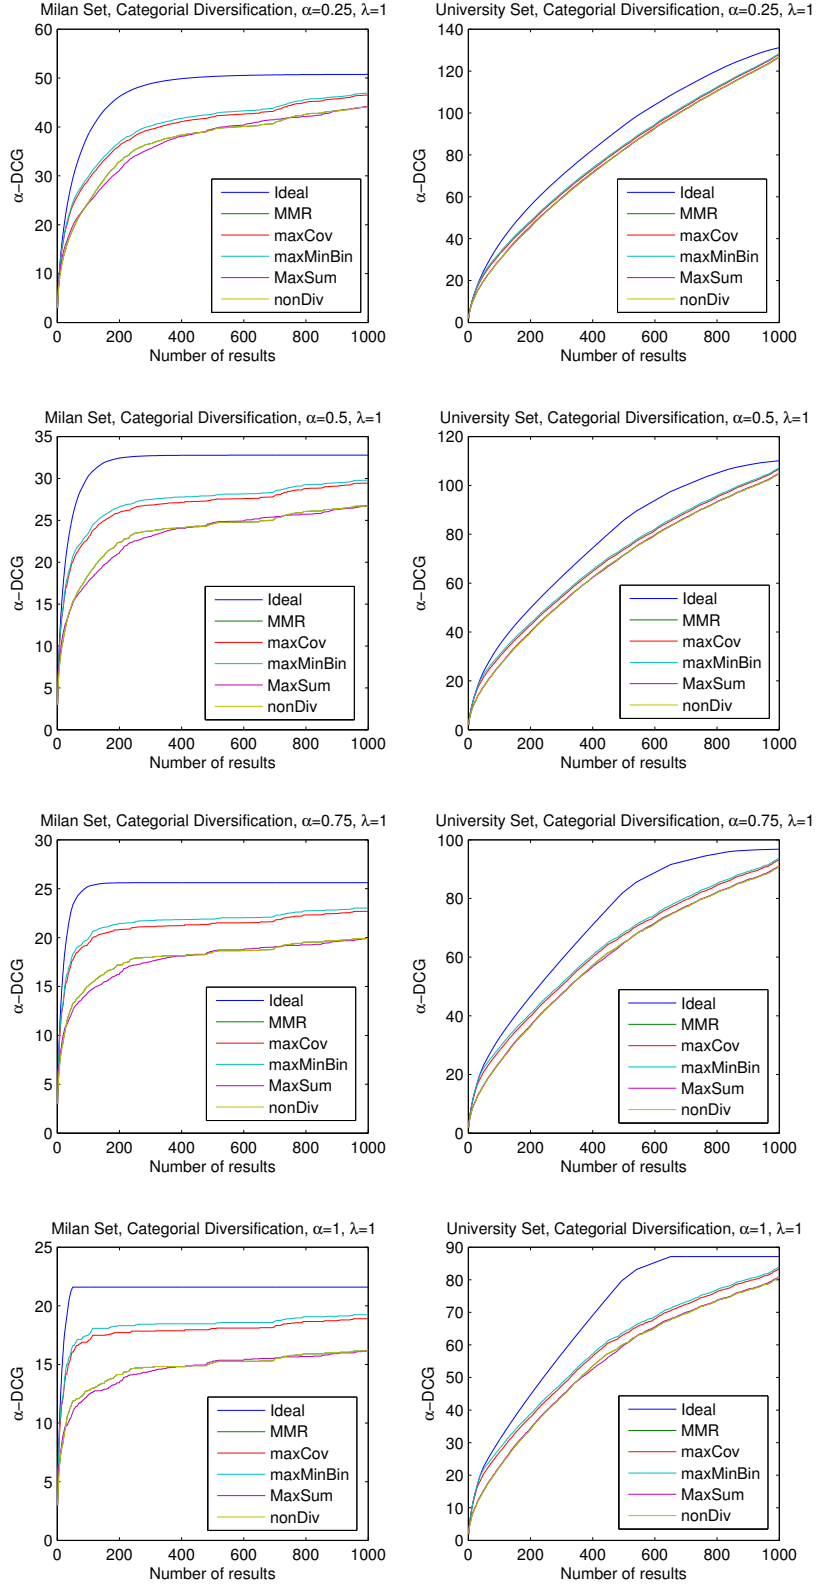 Milan Set, Categorial Diversification, α=0.25, λ=1
60
50
40
30
20
10
0
α−DCG
Ideal
MMR
maxCov
maxMinBin
MaxSum
nonDiv
0 200 400 600 800 1000
Number of results
University Set, Categorial Diversification, α=0.25, λ=1
140
120
100
80
60
40
20
0
α−DCG
Ideal
MMR
maxCov
maxMinBin
MaxSum
nonDiv
0 200 400 600 800 1000
Number of results
Milan Set, Categorial Diversification, α=0.5, λ=1
35
30
25
20
15
10
5
0
α−DCG
Ideal
MMR
maxCov
maxMinBin
MaxSum
nonDiv
0 200 400 600 800 1000
Number of results
University Set, Categorial Diversification, α=0.5, λ=1
120
100
80
60
40
20
0
α−DCG
Ideal
MMR
maxCov
maxMinBin
MaxSum
nonDiv
0 200 400 600 800 1000
Number of results
Milan Set, Categorial Diversification, α=0.75, λ=1
30
25
20
15
10
5
0
α−DCG
Ideal
MMR
maxCov
maxMinBin
MaxSum
nonDiv
0 200 400 600 800 1000
Number of results
University Set, Categorial Diversification, α=0.75, λ=1
100
80
60
40
20
0
α−DCG
Ideal
MMR
maxCov
maxMinBin
MaxSum
nonDiv
0 200 400 600 800 1000
Number of results
Milan Set, Categorial Diversification, α=1, λ=1
25
20
15
10
5
0
α−DCG
Ideal
MMR
maxCov
maxMinBin
MaxSum
nonDiv
0 200 400 600 800 1000
Number of results
University Set, Categorial Diversification, α=1, λ=1
90
80
70
60
50
40
30
20
10
0
α−DCG
Ideal
MMR
maxCov
maxMinBin
MaxSum
nonDiv
0 200 400 600 800 1000
Number of results